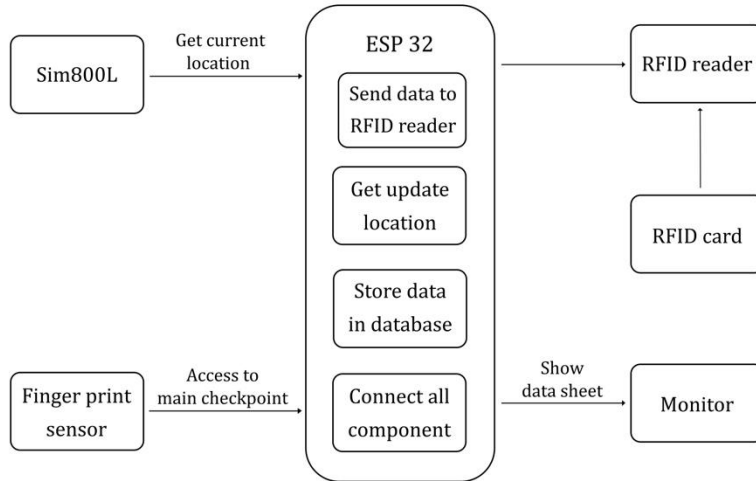 Sim800L
Get current
location
ESP 32
Send data to
RFID reader
Get update
location
Store data
in database
Connect all
component
RFID reader
RFID card
Finger print
sensor
Access to
main checkpoint
Show
data sheet
Monitor